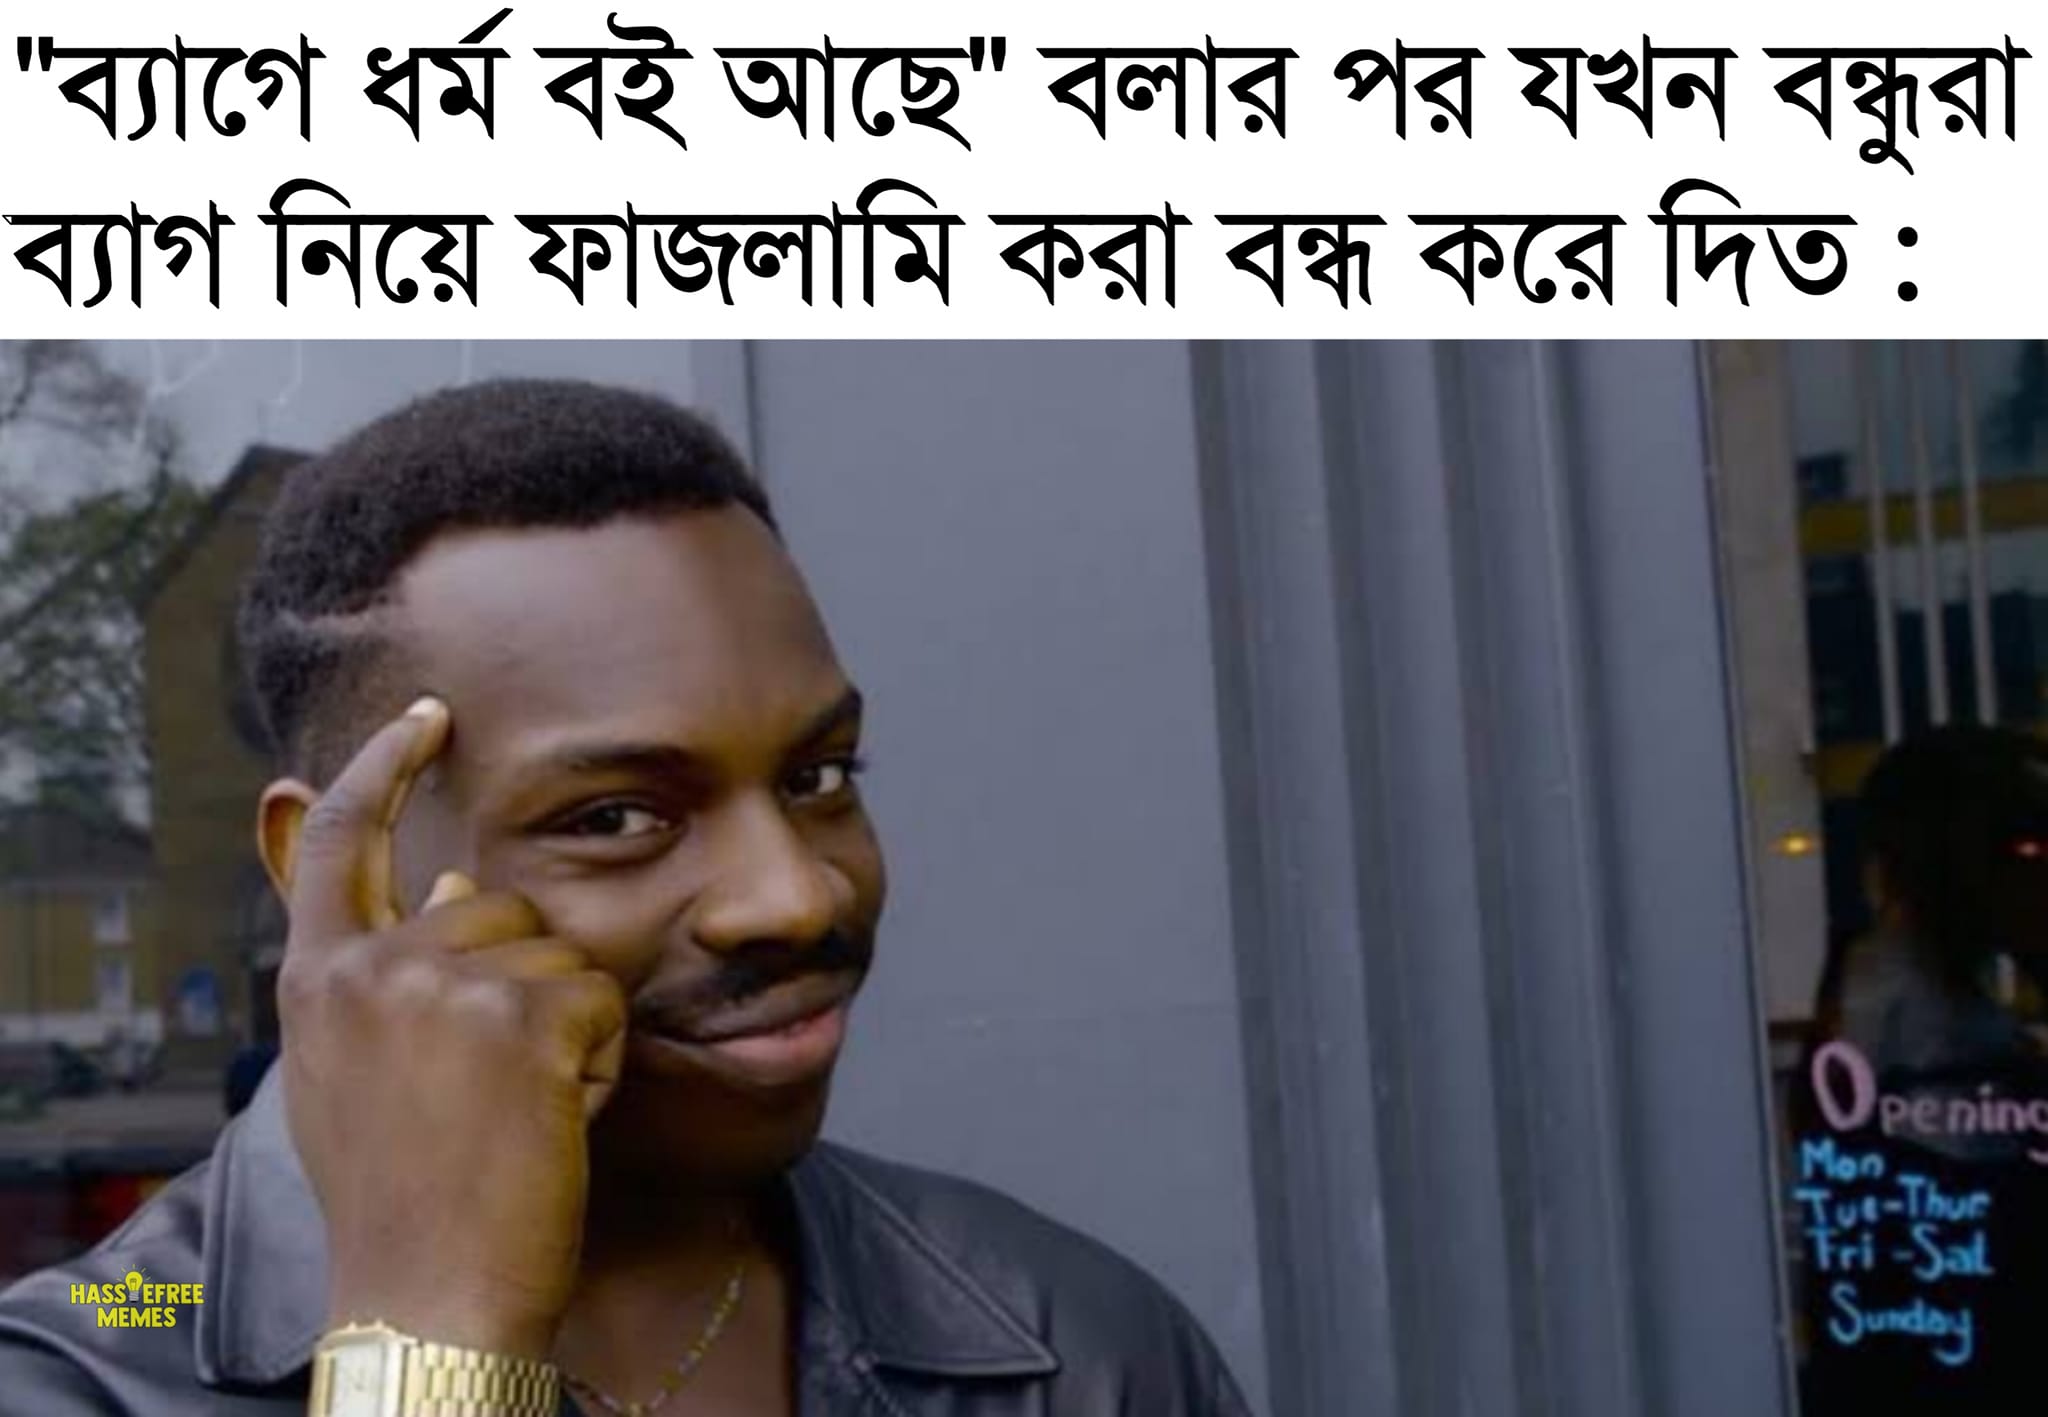 "ব্যাগে ধর্ম বই আছে" বলার পর যখন বন্ধুরা
ব্যাগ নিয়ে ফাজলামি করা বন্ধ করে দিত :
Opening
Mon
Tue-Thur
Fri -Sat
Sunday
HASSLEFREE
MEMES